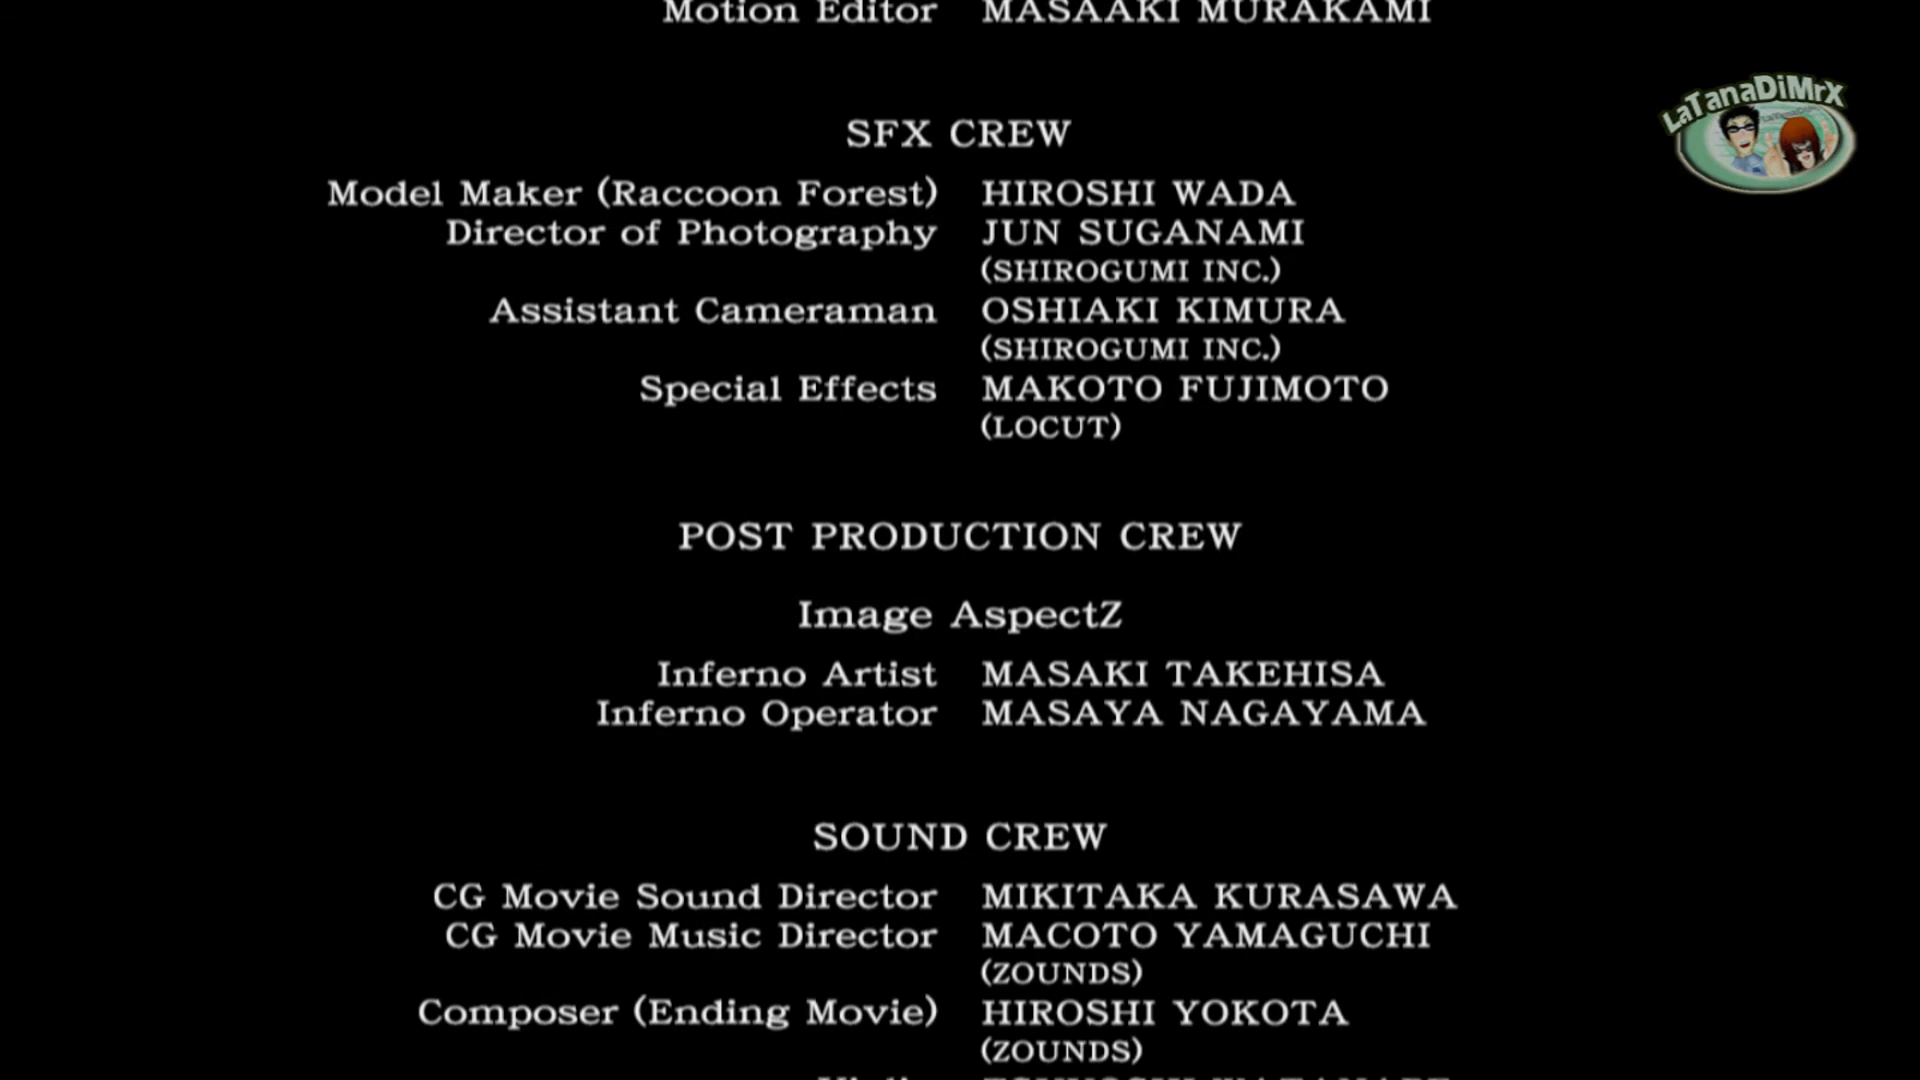 Motion Editor MASAAKI MURAKAMI
LaTanaDiMrX
SFX CREW
Model Maker (Raccoon Forest) HIROSHI WADA
Director of Photography JUN SUGANAMI
(SHIROGUMI INC.)
Assistant Cameraman OSHIAKI KIMURA
(SHIROGUMI INC.)
Special Effects MAKOTO FUJIMOTO
(LOCUT)
POST PRODUCTION CREW
Image AspectZ
Inferno Artist MASAKI TAKEHISA
Inferno Operator MASAYA NAGAYAMA
SOUND CREW
CG Movie Sound Director MIKITAKA KURASAWA
CG Movie Music Director MACOTO YAMAGUCHI
(ZOUNDS)
Composer (Ending Movie) HIROSHI YOKOTA
(ZOUNDS)